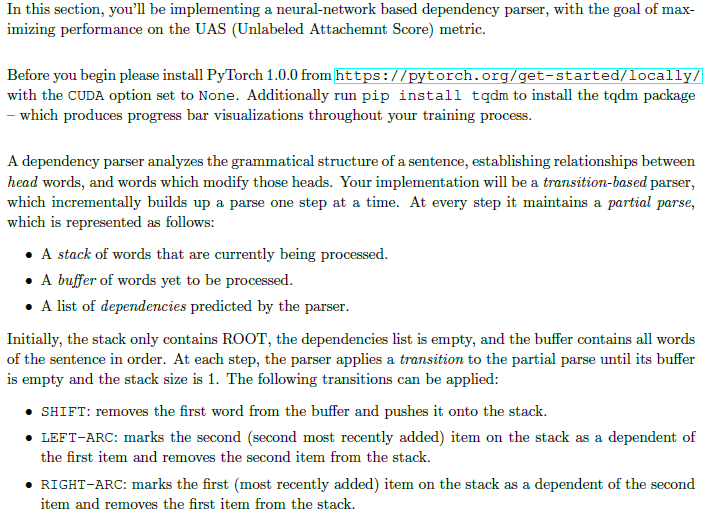 In this section, you'll be implementing a neural-network based dependency parser, with the goal of max-
imizing performance on the UAS (Unlabeled Attachemnt Score) metric.
Before you begin please install PyTorch 1.0.0 from https://pytorch.org/get-started/locally/
with the CUDA option set to None. Additionally run pip install tqdm to install the tqdm package
– which produces progress bar visualizations throughout your training process.
A dependency parser analyzes the grammatical structure of a sentence, establishing relationships between
head words, and words which modify those heads. Your implementation will be a transition-based parser,
which incrementally builds up a parse one step at a time. At every step it maintains a partial parse,
which is represented as follows:
• A stack of words that are currently being processed.
• A buffer of words yet to be processed.
• A list of dependencies predicted by the parser.
Initially, the stack only contains ROOT, the dependencies list is empty, and the buffer contains all words
of the sentence in order. At each step, the parser applies a transition to the partial parse until its buffer
is empty and the stack size is 1. The following transitions can be applied:
• SHIFT: removes the first word from the buffer and pushes it onto the stack.
• LEFT-ARC: marks the second (second most recently added) item on the stack as a dependent of
the first item and removes the second item from the stack.
• RIGHT-ARC: marks the first (most recently added) item on the stack as a dependent of the second
item and removes the first item from the stack.